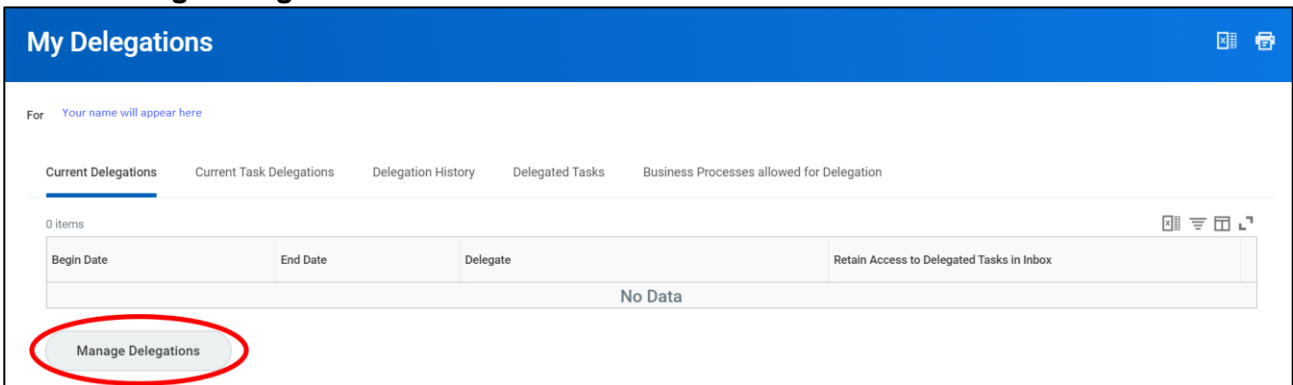 My Delegations
For Your name will appear here
Current Delegations Current Task Delegations Delegation History Delegated Tasks Business Processes allowed for Delegation
0 items
Begin Date End Date Delegate Retain Access to Delegated Tasks in Inbox
No Data
Manage Delegations